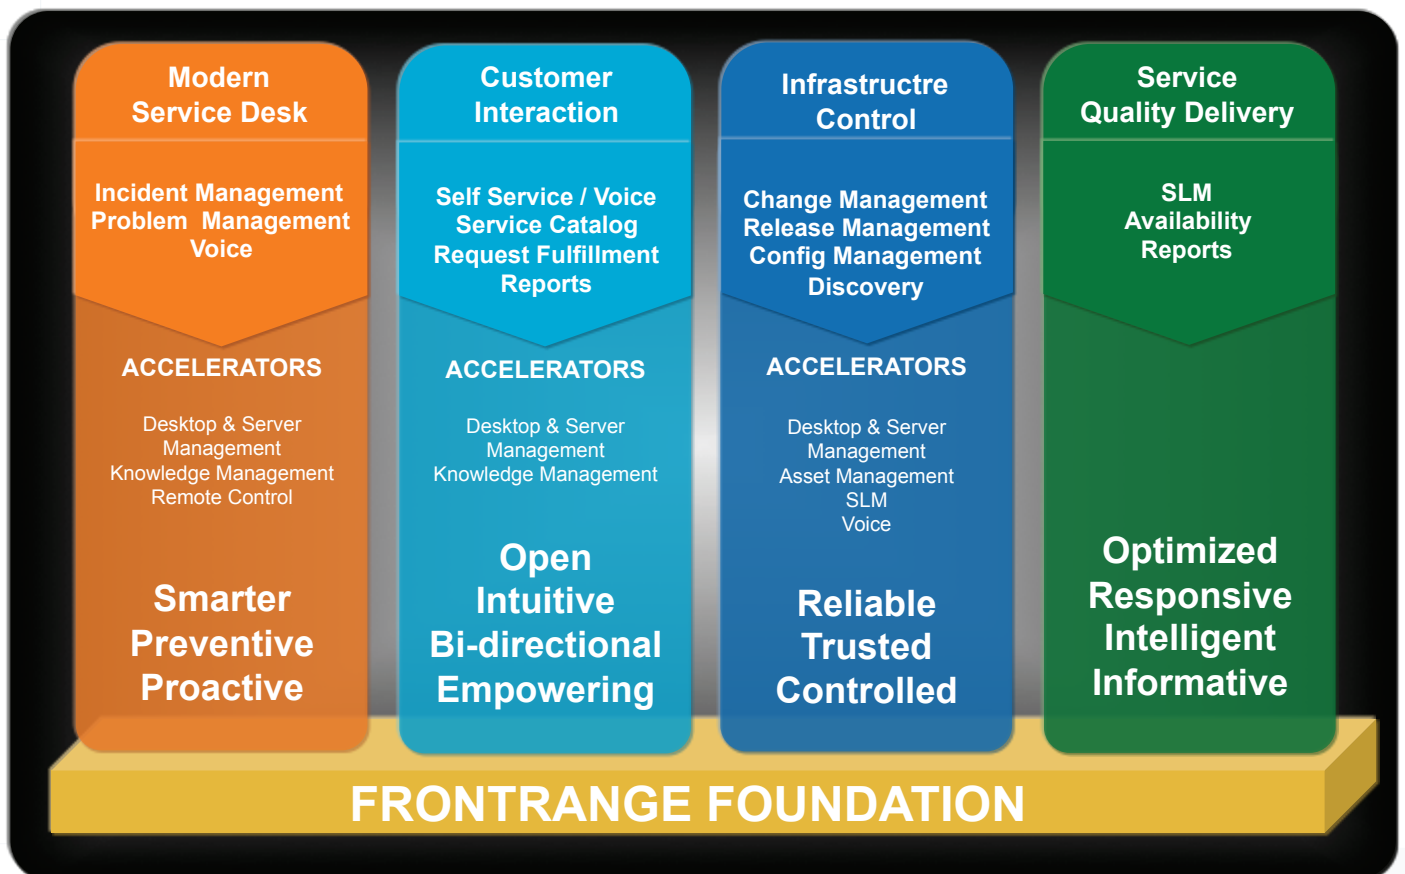 Modern
Service Desk
Incident Management
Problem Management
Voice
ACCELERATORS
Desktop & Server
Management
Knowledge Management
Remote Control
Smarter
Preventive
Proactive
Customer
Interaction
Self Service / Voice
Service Catalog
Request Fulfillment
Reports
ACCELERATORS
Desktop & Server
Management
Knowledge Management
Open
Intuitive
Bi-directional
Empowering
Infrastructre
Control
Change Management
Release Management
Config Management
Discovery
ACCELERATORS
Desktop & Server
Management
Asset Management
SLM
Voice
Reliable
Trusted
Controlled
Service
Quality Delivery
SLM
Availability
Reports
Optimized
Responsive
Intelligent
Informative
FRONTRANGE FOUNDATION